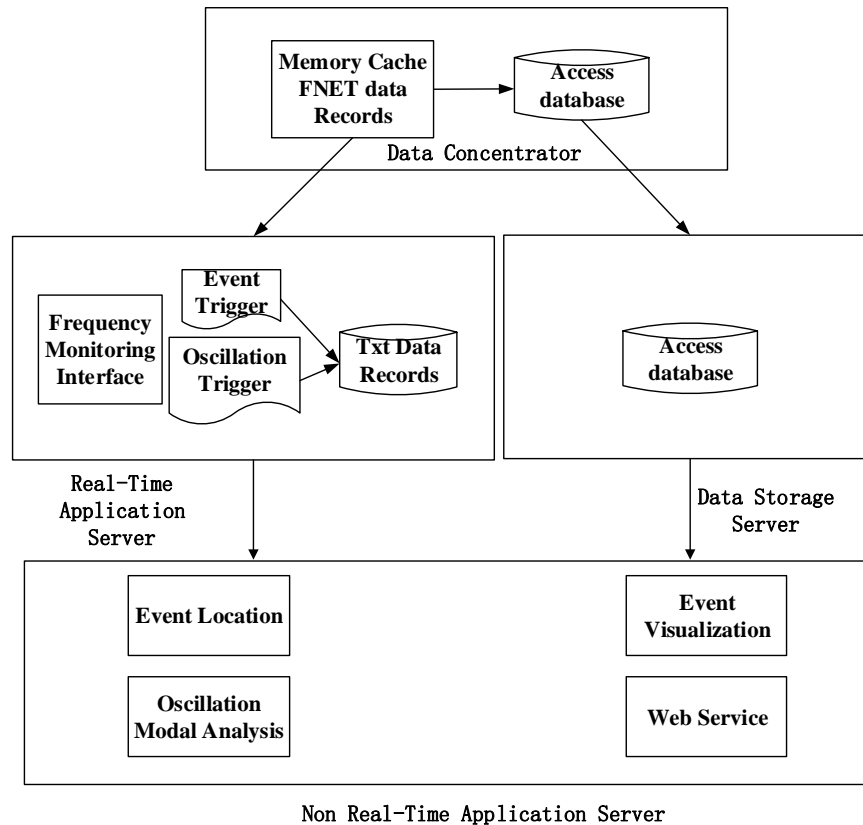 Memory Cache
FNET data
Records
Access
database
Data Concentrator
Event
Trigger
Frequency
Monitoring
Interface
Oscillation
Trigger
Txt Data
Records
Access
database
Real-Time
Application
Server
Data Storage
Server
Event Location
Event
Visualization
Oscillation
Modal Analysis
Web Service
Non Real-Time Application Server